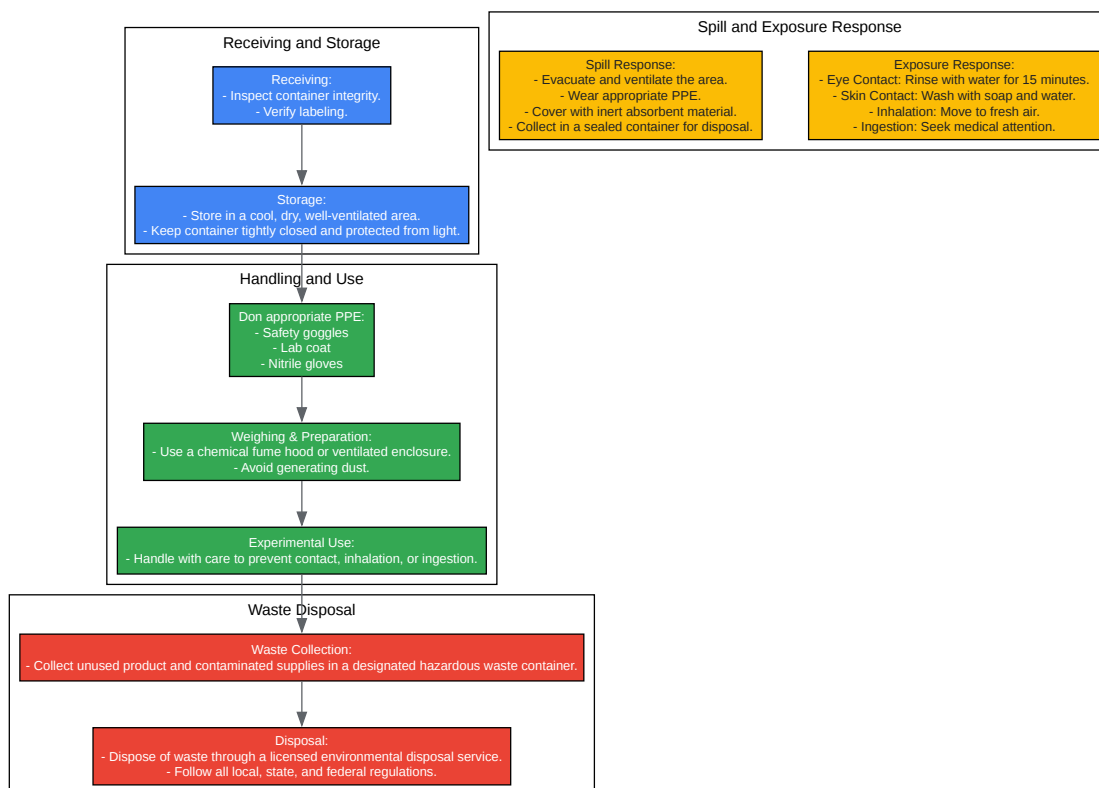 Receiving and Storage
Receiving:
- Inspect container integrity.
- Verify labeling.
Storage:
- Store in a cool, dry, well-ventilated area.
- Keep container tightly closed and protected from light.
Spill and Exposure Response
Spill Response:
- Evacuate and ventilate the area.
- Wear appropriate PPE.
- Cover with inert absorbent material.
- Collect in a sealed container for disposal.
Exposure Response:
- Eye Contact: Rinse with water for 15 minutes.
- Skin Contact: Wash with soap and water.
- Inhalation: Move to fresh air.
- Ingestion: Seek medical attention.
Handling and Use
Don appropriate PPE:
- Safety goggles
- Lab coat
- Nitrile gloves
Weighing & Preparation:
- Use a chemical fume hood or ventilated enclosure.
- Avoid generating dust.
Experimental Use:
- Handle with care to prevent contact, inhalation, or ingestion.
Waste Disposal
Waste Collection:
- Collect unused product and contaminated supplies in a designated hazardous waste container.
Disposal:
- Dispose of waste through a licensed environmental disposal service.
- Follow all local, state, and federal regulations.